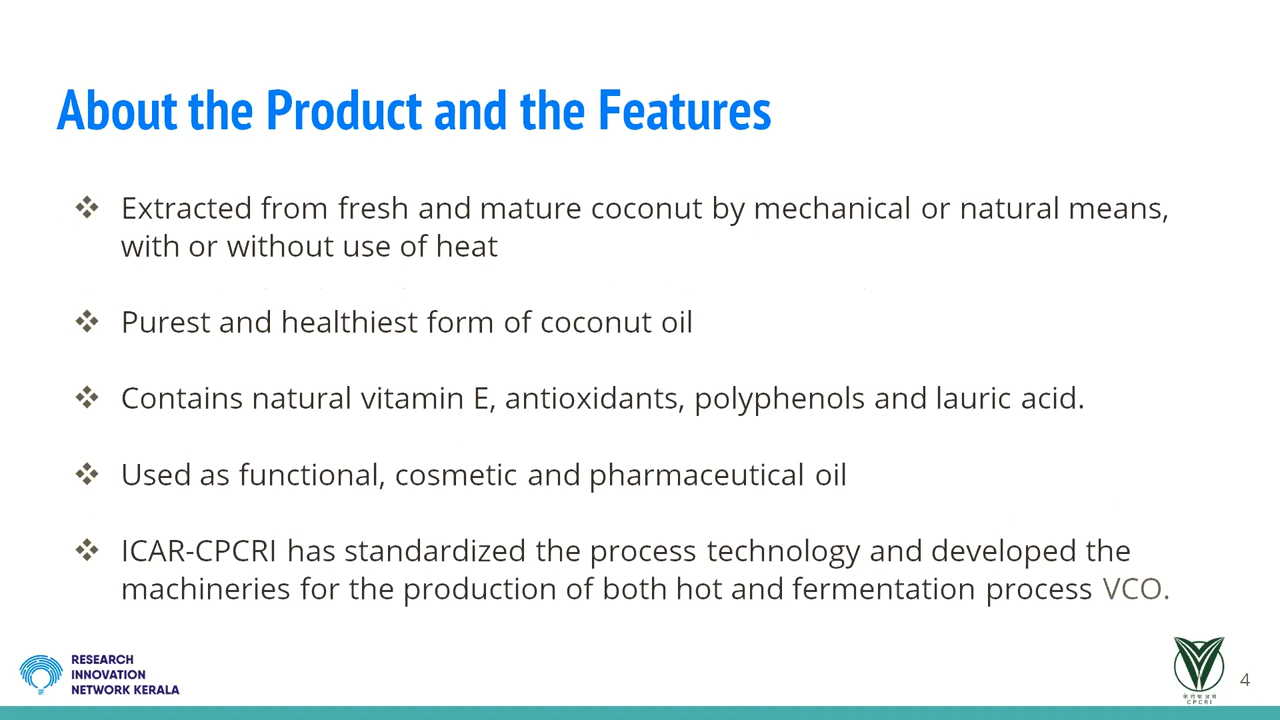 About the Product and the Features
❖ Extracted from fresh and mature coconut by mechanical or natural means,
with or without use of heat
❖ Purest and healthiest form of coconut oil
❖ Contains natural vitamin E, antioxidants, polyphenols and lauric acid.
❖ Used as functional, cosmetic and pharmaceutical oil
❖ ICAR-CPCRI has standardized the process technology and developed the
machineries for the production of both hot and fermentation process VCO.
RESEARCH
INNOVATION
NETWORK KERALA
CPCRI
4